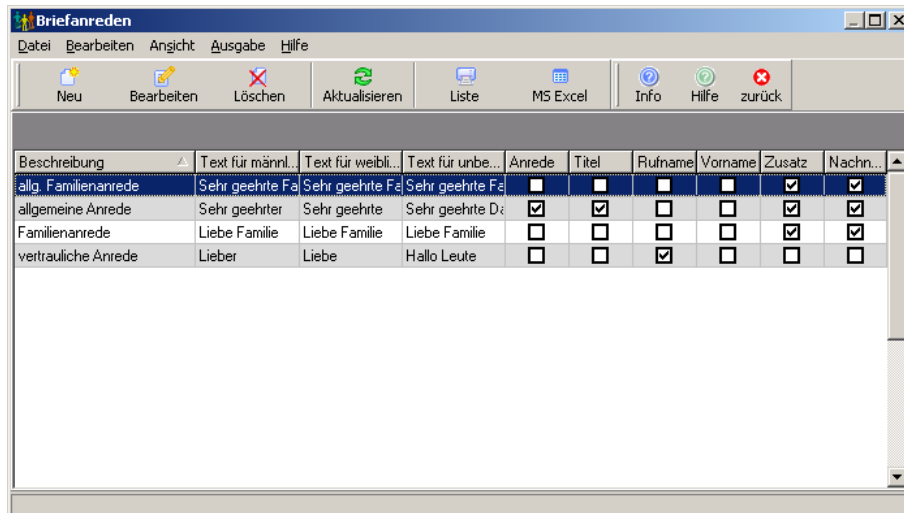 Briefanreden
Datei Bearbeiten Ansicht Ausgabe Hilfe
Neu Bearbeiten Löschen Aktualisieren Liste MS Excel Info Hilfe zurück
Beschreibung Text für männl... Text für weibli... Text für unbe... Anrede Titel Rufname Vorname Zusatz Nachn...
allg. Familienanrede Sehr geehrte Fa Sehr geehrte Fa Sehr geehrte Fa
allgemeine Anrede Sehr geehrter Sehr geehrte Sehr geehrte Da
Familienanrede Liebe Familie Liebe Familie Liebe Familie
vertrauliche Anrede Lieber Liebe Hallo Leute